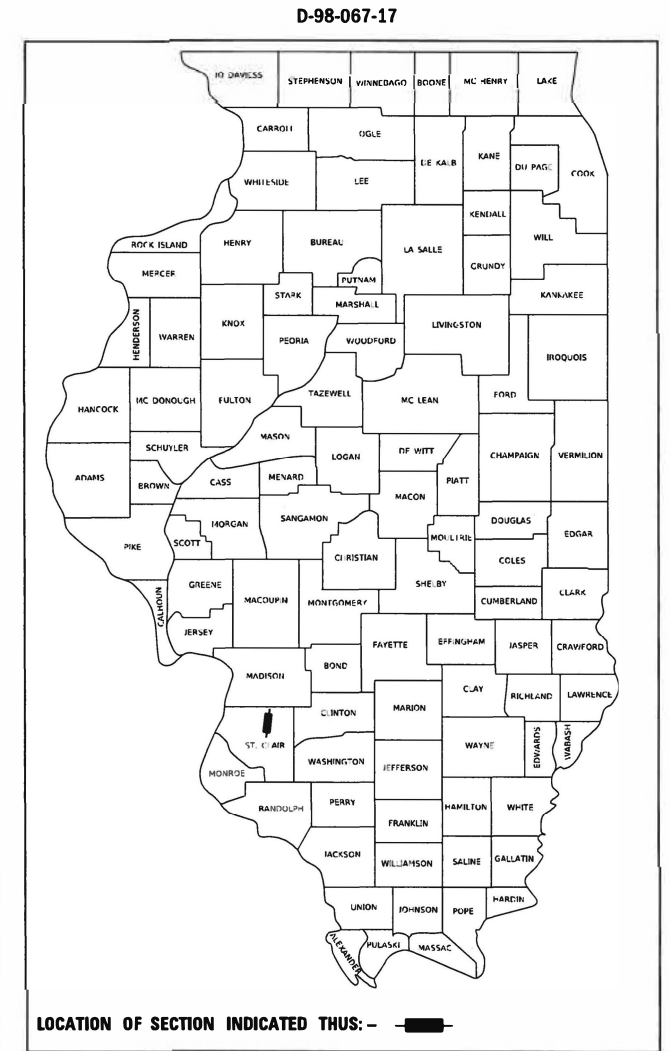 D-98-067-17
JO DAVIESS STEPHENSON WINNEBAGO BOONE MC HENRY LAKE
CARROLL OGLE
DE KALB KANE DU PAGE COOK
WHITESIDE LEE
KENDALL
ROCK ISLAND HENRY BUREAU LA SALLE WILL
MERCER GRUNDY
PUTNAM
STARK MARSHALL KANKAKEE
HENDERSON WARREN KNOX PEORIA WOODFORD LIVINGSTON
IROQUOIS
HANCOCK MC DONOUGH FULTON TAZEWELL MC LEAN FORD
MASON
SCHUYLER LOGAN DE WITT CHAMPAIGN VERMILION
ADAMS BROWN CASS MENARD PIATT
MACON
MORGAN SANGAMON DOUGLAS
PIKE SCOTT CHRISTIAN MOULTRIE EDGAR
COLES
CALHOUN GREENE MACOUPIN MONTGOMERY SHELBY CUMBERLAND CLARK
JERSEY
FAYETTE EFFINGHAM JASPER CRAWFORD
MADISON BOND
CLAY RICHLAND LAWRENCE
CLINTON MARION
ST. CLAIR WAYNE EDWARDS WABASH
MONROE WASHINGTON JEFFERSON
RANDOLPH PERRY HAMILTON WHITE
FRANKLIN
JACKSON WILLIAMSON SALINE GALLATIN
UNION JOHNSON POPE HARDIN
ALEXANDER PULASKI MASSAC
LOCATION OF SECTION INDICATED THUS: -